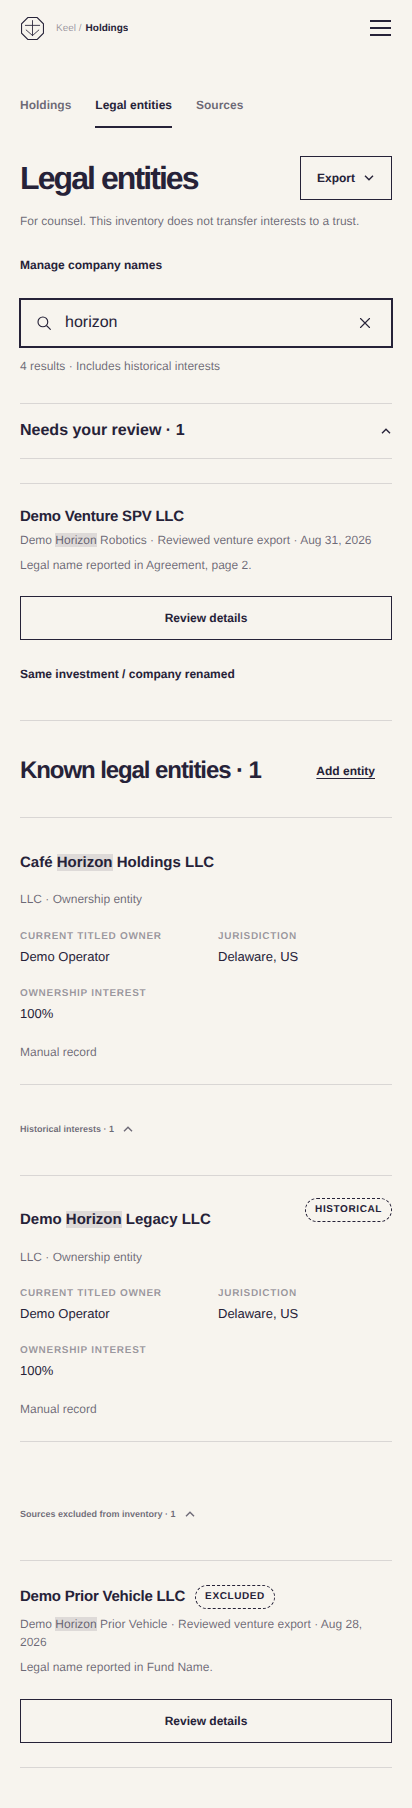 Keel / Holdings
Holdings Legal entities Sources
Legal entities
Export
For counsel. This inventory does not transfer interests to a trust.
Manage company names
horizon
4 results · Includes historical interests
Needs your review · 1
Demo Venture SPV LLC
Demo Horizon Robotics · Reviewed venture export · Aug 31, 2026
Legal name reported in Agreement, page 2.
Review details
Same investment / company renamed
Known legal entities · 1
Add entity
Café Horizon Holdings LLC
LLC · Ownership entity
CURRENT TITLED OWNER JURISDICTION
Demo Operator Delaware, US
OWNERSHIP INTEREST
100%
Manual record
Historical interests · 1
HISTORICAL
Demo Horizon Legacy LLC
LLC · Ownership entity
CURRENT TITLED OWNER JURISDICTION
Demo Operator Delaware, US
OWNERSHIP INTEREST
100%
Manual record
Sources excluded from inventory · 1
Demo Prior Vehicle LLC EXCLUDED
Demo Horizon Prior Vehicle · Reviewed venture export · Aug 28,
2026
Legal name reported in Fund Name.
Review details